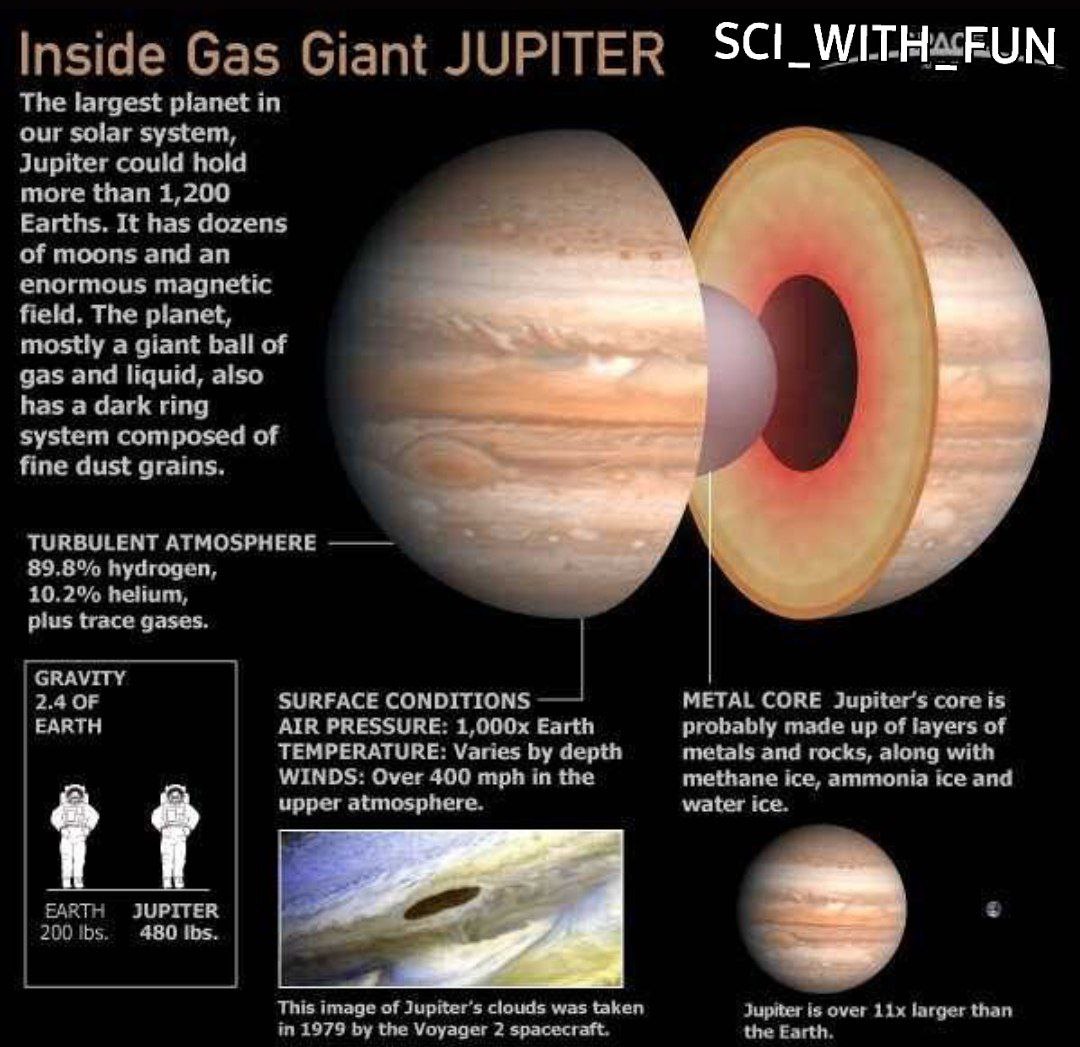 Inside Gas Giant JUPITER
SCI_WITH_FUN
The largest planet in
our solar system,
Jupiter could hold
more than 1,200
Earths. It has dozens
of moons and an
enormous magnetic
field. The planet,
mostly a giant ball of
gas and liquid, also
has a dark ring
system composed of
fine dust grains.
TURBULENT ATMOSPHERE
89.8% hydrogen,
10.2% helium,
plus trace gases.
GRAVITY
2.4 OF
EARTH
EARTH
200 lbs.
JUPITER
480 lbs.
SURFACE CONDITIONS
AIR PRESSURE: 1,000x Earth
TEMPERATURE: Varies by depth
WINDS: Over 400 mph in the
upper atmosphere.
This image of Jupiter's clouds was taken
in 1979 by the Voyager 2 spacecraft.
METAL CORE Jupiter's core is
probably made up of layers of
metals and rocks, along with
methane ice, ammonia ice and
water ice.
Jupiter is over 11x larger than
the Earth.